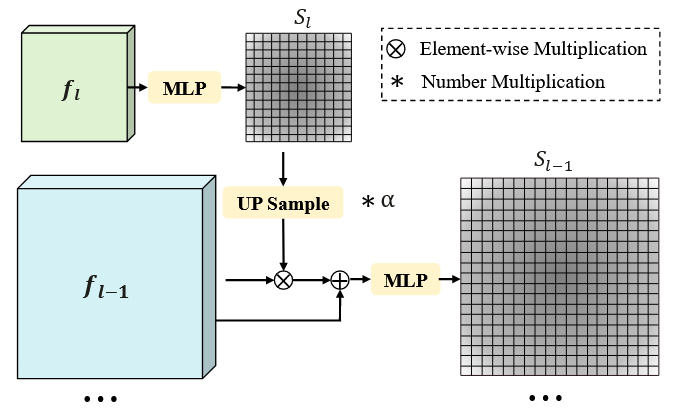 S_l
⊗ Element-wise Multiplication
* Number Multiplication
f_l
MLP
S_{l−1}
UP Sample
* α
f_{l−1}
MLP
• • •
• • •